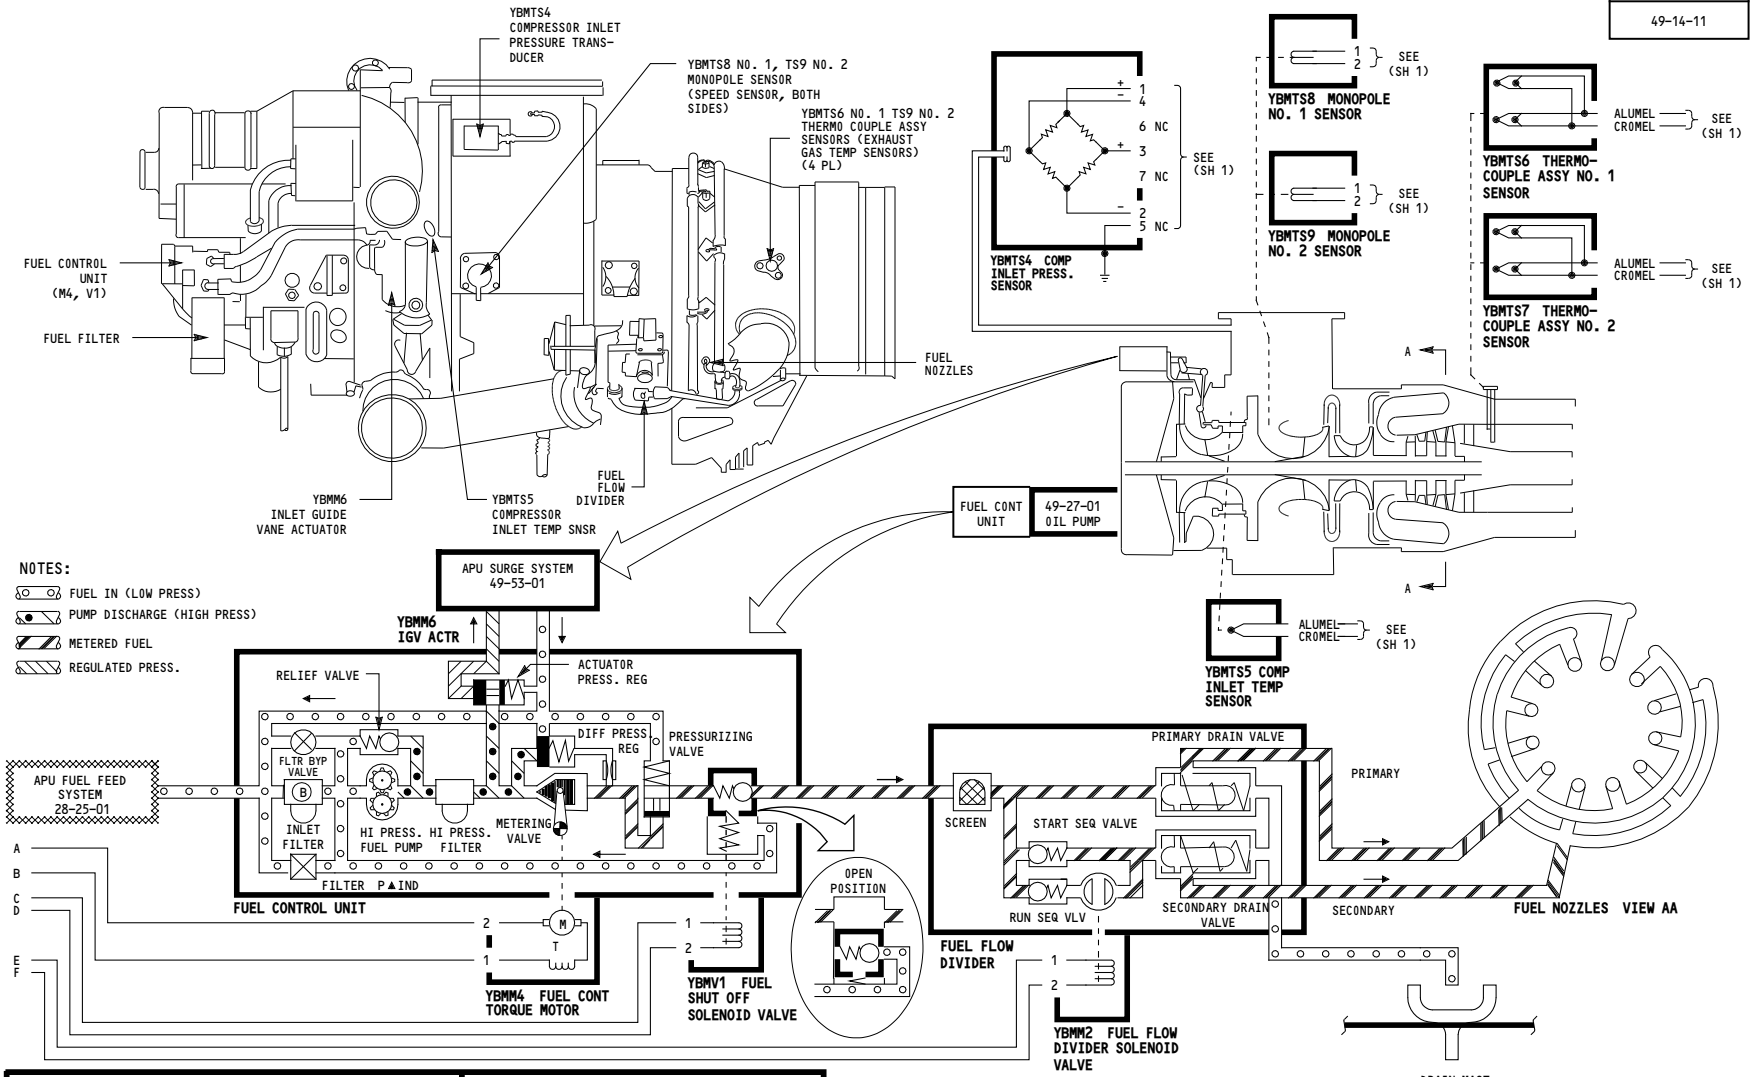 49-14-11
YBMTS4
COMPRESSOR INLET
PRESSURE TRANS-
DUCER
YBMTS8 NO. 1, TS9 NO. 2
MONOPOLE SENSOR
(SPEED SENSOR, BOTH
SIDES)
YBMTS6 NO. 1 TS9 NO. 2
THERMO COUPLE ASSY
SENSORS (EXHAUST
GAS TEMP SENSORS)
(4 PL)
FUEL CONTROL
UNIT
(M4, V1)
FUEL FILTER
YBMM6
INLET GUIDE
VANE ACTUATOR
YBMTS5
COMPRESSOR
INLET TEMP SNSR
FUEL
FLOW
DIVIDER
FUEL
NOZZLES
+ 1
- 4
6 NC
+ 3
7 NC
- 2
5 NC
SEE
(SH 1)
YBMTS4 COMP
INLET PRESS.
SENSOR
1
2
SEE
(SH 1)
YBMTS8 MONOPOLE
NO. 1 SENSOR
1
2
SEE
(SH 1)
YBMTS9 MONOPOLE
NO. 2 SENSOR
ALUMEL
CROMEL
SEE
(SH 1)
YBMTS6 THERMO-
COUPLE ASSY NO. 1
SENSOR
ALUMEL
CROMEL
SEE
(SH 1)
YBMTS7 THERMO-
COUPLE ASSY NO. 2
SENSOR
A
A
FUEL CONT
UNIT
49-27-01
OIL PUMP
ALUMEL
CROMEL
SEE
(SH 1)
YBMTS5 COMP
INLET TEMP
SENSOR
NOTES:
FUEL IN (LOW PRESS)
PUMP DISCHARGE (HIGH PRESS)
METERED FUEL
REGULATED PRESS.
APU SURGE SYSTEM
49-53-01
YBMM6
IGV ACTR
RELIEF VALVE
ACTUATOR
PRESS. REG
DIFF PRESS.
REG
PRESSURIZING
VALVE
FLTR BYP
VALVE
B
INLET
FILTER
HI PRESS.
FUEL PUMP
HI PRESS.
FILTER
METERING
VALVE
FILTER P▲IND
FUEL CONTROL UNIT
APU FUEL FEED
SYSTEM
28-25-01
A
B
C
D
E
F
2
1
M
T
YBMM4 FUEL CONT
TORQUE MOTOR
1
2
YBMV1 FUEL
SHUT OFF
SOLENOID VALVE
OPEN
POSITION
SCREEN
START SEQ VALVE
RUN SEQ VLV
PRIMARY DRAIN VALVE
SECONDARY DRAIN
VALVE
FUEL FLOW
DIVIDER
1
2
YBMM2 FUEL FLOW
DIVIDER SOLENOID
VALVE
PRIMARY
SECONDARY
FUEL NOZZLES VIEW AA